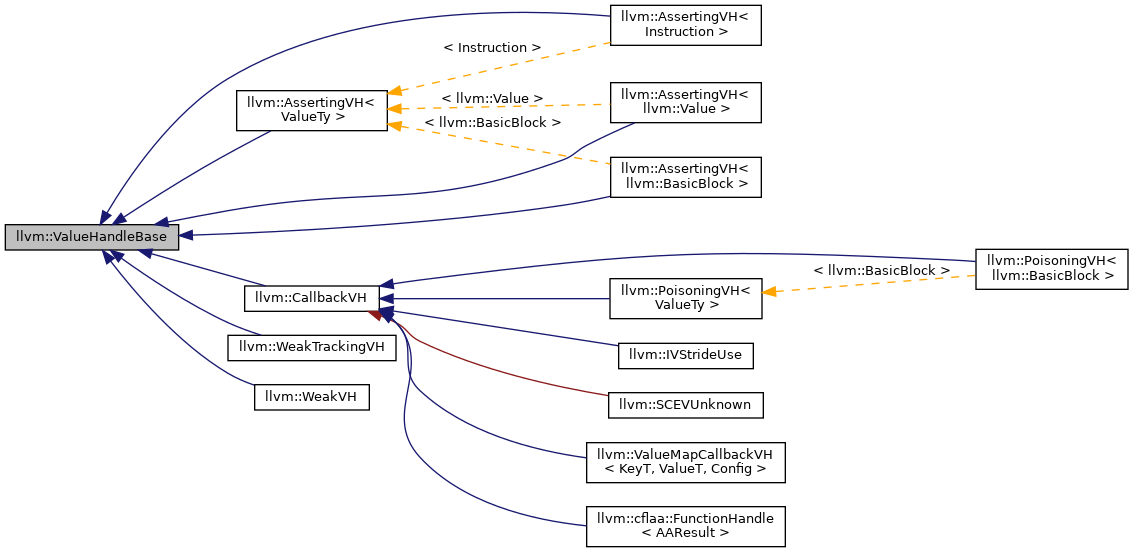 llvm::AssertingVH<
Instruction >
< Instruction >
llvm::AssertingVH<
ValueTy >
llvm::AssertingVH<
llvm::Value >
< llvm::Value >
< llvm::BasicBlock >
llvm::AssertingVH<
llvm::BasicBlock >
llvm::ValueHandleBase
llvm::CallbackVH
llvm::WeakTrackingVH
llvm::WeakVH
llvm::PoisoningVH<
ValueTy >
< llvm::BasicBlock >
llvm::PoisoningVH<
llvm::BasicBlock >
llvm::IVStrideUse
llvm::SCEVUnknown
llvm::ValueMapCallbackVH
< KeyT, ValueT, Config >
llvm::cflaa::FunctionHandle
< AAResult >